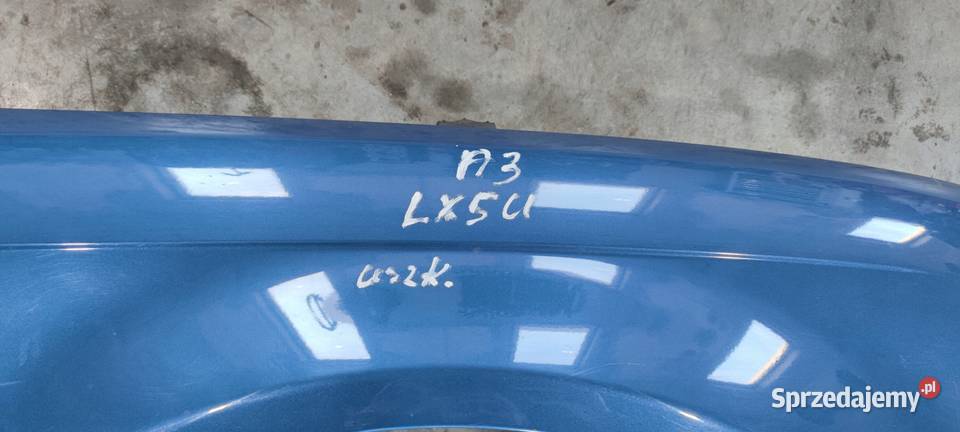 A3
LX5U
uszk.
Sprzedajemy.pl